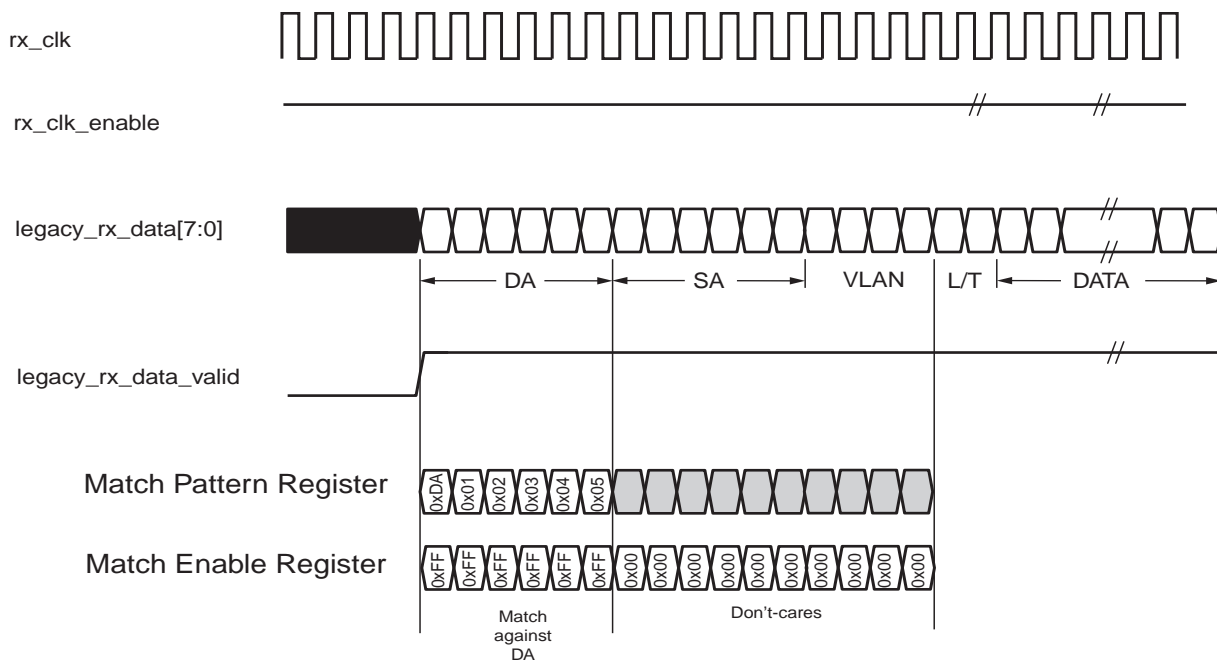 rx_clk
rx_clk_enable
legacy_rx_data[7:0]
DA SA VLAN L/T DATA
legacy_rx_data_valid
Match Pattern Register 0xDA 0x01 0x02 0x03 0x04 0x05
Match Enable Register 0xFF 0xFF 0xFF 0xFF 0xFF 0xFF 0x00 0x00 0x00 0x00 0x00 0x00 0x00 0x00 0x00 0x00
Match
against
DA
Don't-cares